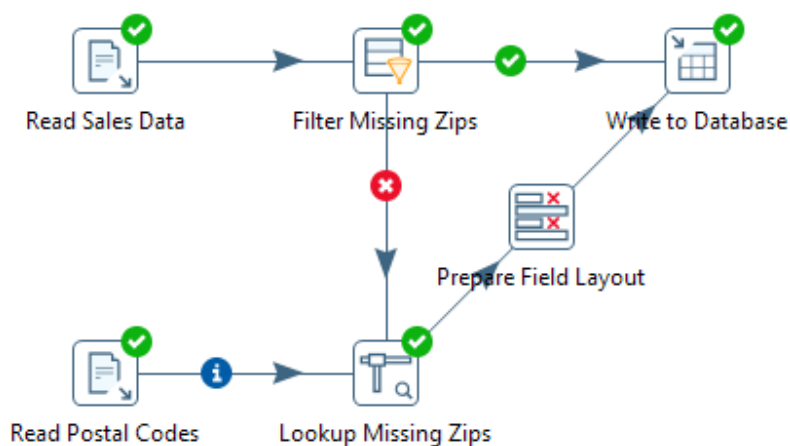 Read Sales Data
Filter Missing Zips
Write to Database
Prepare Field Layout
Read Postal Codes
Lookup Missing Zips